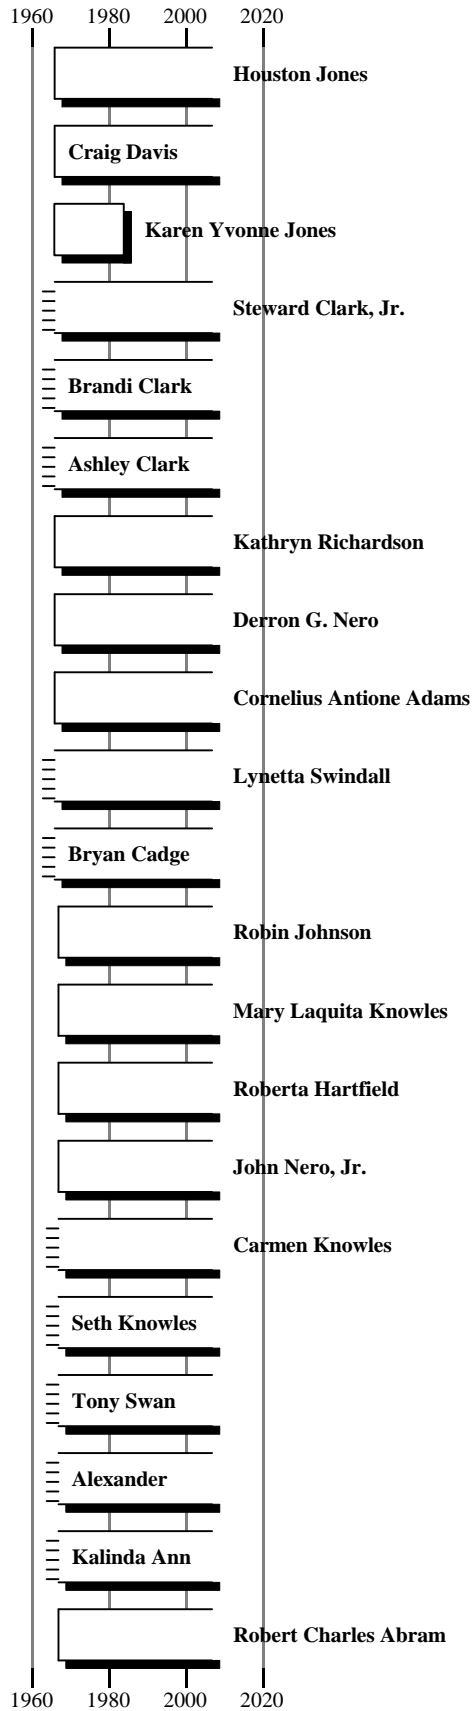 1960 1980 2000 2020
Houston Jones
Craig Davis
Karen Yvonne Jones
Steward Clark, Jr.
Brandi Clark
Ashley Clark
Kathryn Richardson
Derron G. Nero
Cornelius Antione Adams
Lynetta Swindall
Bryan Cadge
Robin Johnson
Mary Laquita Knowles
Roberta Hartfield
John Nero, Jr.
Carmen Knowles
Seth Knowles
Tony Swan
Alexander
Kalinda Ann
Robert Charles Abram
1960 1980 2000 2020